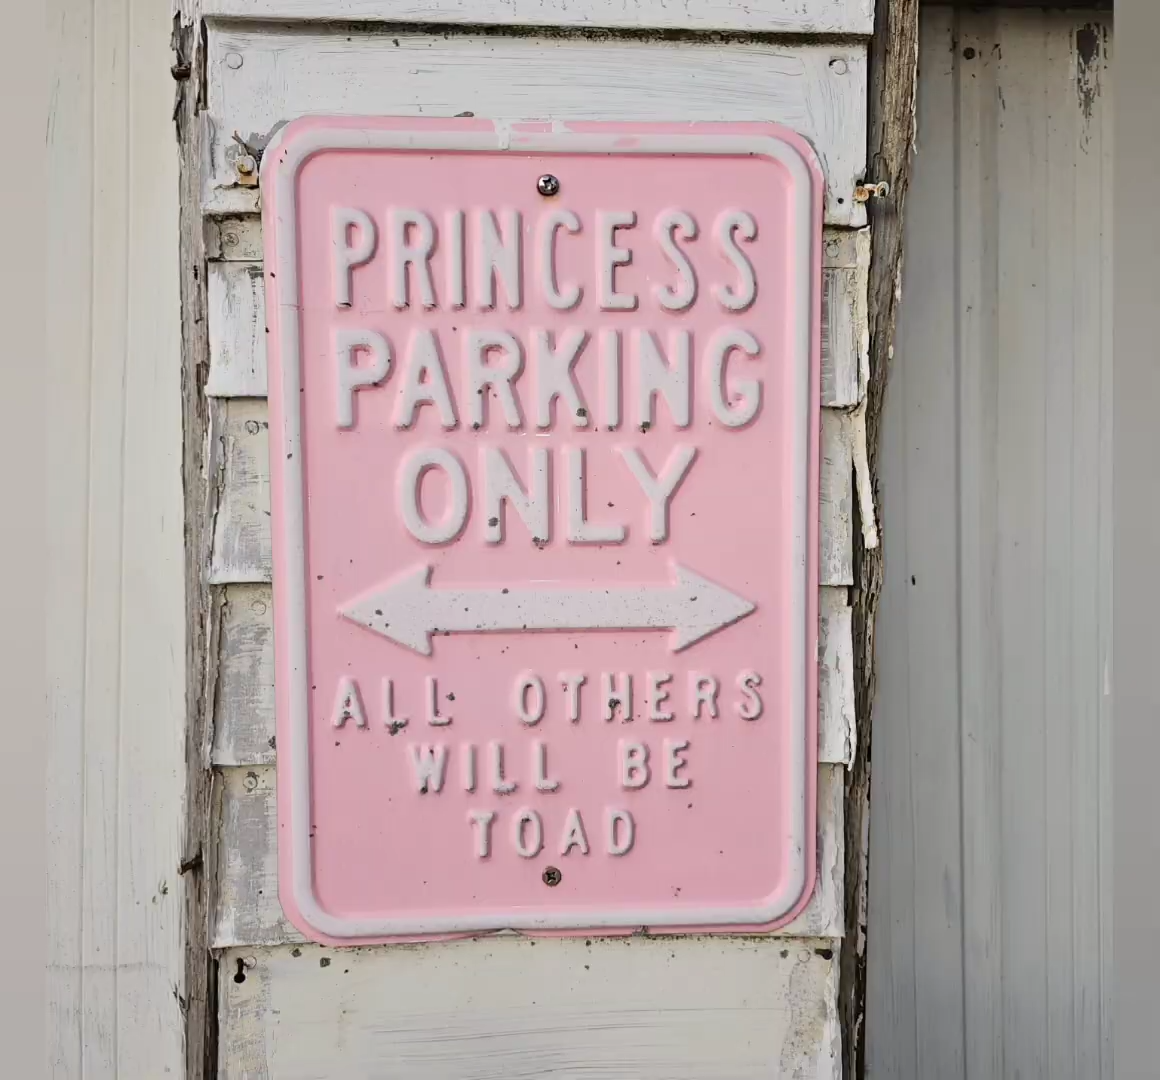 PRINCESS
PARKING
ONLY
ALL OTHERS
WILL BE
TOAD